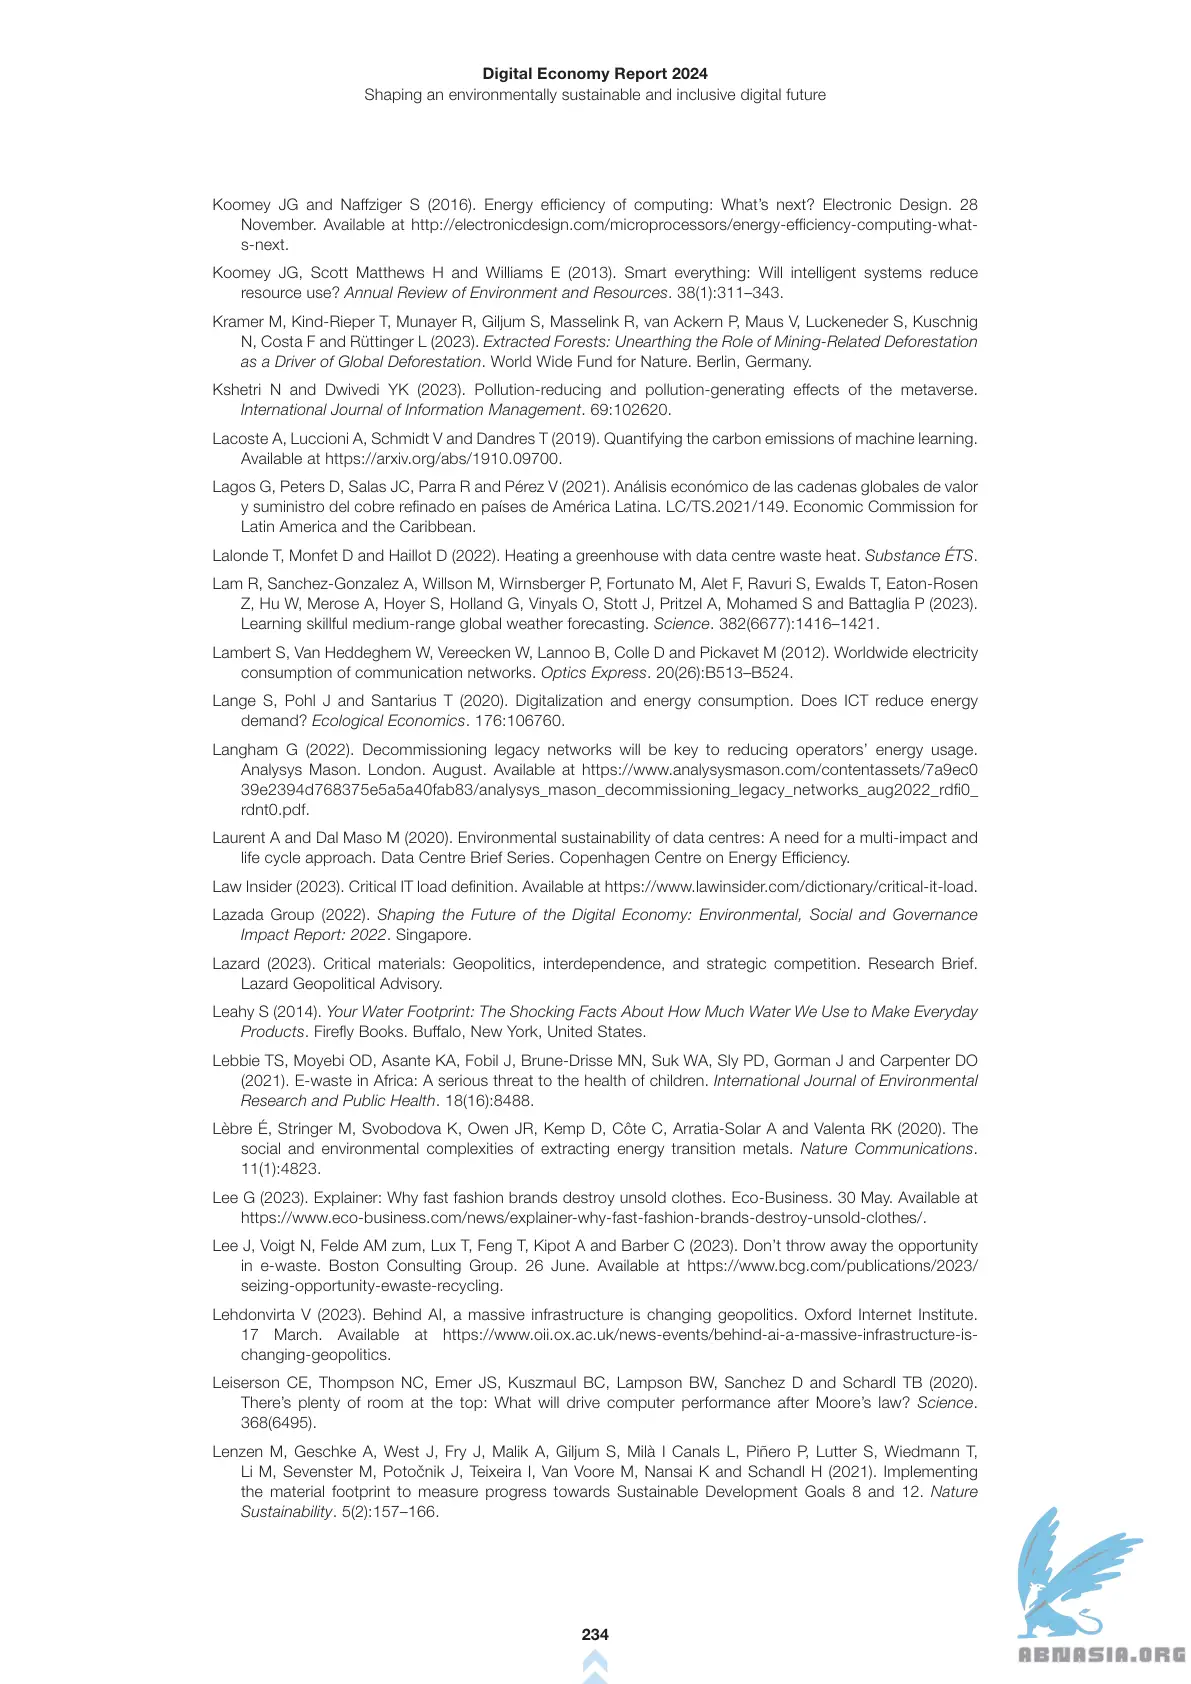 Digital Economy Report 2024
Shaping an environmentally sustainable and inclusive digital future
Koomey JG and Naffziger S (2016). Energy efficiency of computing: What's next? Electronic Design. 28
November. Available at http://electronicdesign.com/microprocessors/energy-efficiency-computing-what-
s-next.
Koomey JG, Scott Matthews H and Williams E (2013). Smart everything: Will intelligent systems reduce
resource use? Annual Review of Environment and Resources. 38(1):311–343.
Kramer M, Kind-Rieper T, Munayer R, Giljum S, Masselink R, van Ackern P, Maus V, Luckeneder S, Kuschnig
N, Costa F and Rüttinger L (2023). Extracted Forests: Unearthing the Role of Mining-Related Deforestation
as a Driver of Global Deforestation. World Wide Fund for Nature. Berlin, Germany.
Kshetri N and Dwivedi YK (2023). Pollution-reducing and pollution-generating effects of the metaverse.
International Journal of Information Management. 69:102620.
Lacoste A, Luccioni A, Schmidt V and Dandres T (2019). Quantifying the carbon emissions of machine learning.
Available at https://arxiv.org/abs/1910.09700.
Lagos G, Peters D, Salas JC, Parra R and Pérez V (2021). Análisis económico de las cadenas globales de valor
y suministro del cobre refinado en países de América Latina. LC/TS.2021/149. Economic Commission for
Latin America and the Caribbean.
Lalonde T, Monfet D and Haillot D (2022). Heating a greenhouse with data centre waste heat. Substance ÉTS.
Lam R, Sanchez-Gonzalez A, Willson M, Wirnsberger P, Fortunato M, Alet F, Ravuri S, Ewalds T, Eaton-Rosen
Z, Hu W, Merose A, Hoyer S, Holland G, Vinyals O, Stott J, Pritzel A, Mohamed S and Battaglia P (2023).
Learning skillful medium-range global weather forecasting. Science. 382(6677):1416–1421.
Lambert S, Van Heddeghem W, Vereecken W, Lannoo B, Colle D and Pickavet M (2012). Worldwide electricity
consumption of communication networks. Optics Express. 20(26):B513–B524.
Lange S, Pohl J and Santarius T (2020). Digitalization and energy consumption. Does ICT reduce energy
demand? Ecological Economics. 176:106760.
Langham G (2022). Decommissioning legacy networks will be key to reducing operators' energy usage.
Analysys Mason. London. August. Available at https://www.analysysmason.com/contentassets/7a9ec0
39e2394d768375e5a5a40fab83/analysys_mason_decommissioning_legacy_networks_aug2022_rdfi0_
rdnt0.pdf.
Laurent A and Dal Maso M (2020). Environmental sustainability of data centres: A need for a multi-impact and
life cycle approach. Data Centre Brief Series. Copenhagen Centre on Energy Efficiency.
Law Insider (2023). Critical IT load definition. Available at https://www.lawinsider.com/dictionary/critical-it-load.
Lazada Group (2022). Shaping the Future of the Digital Economy: Environmental, Social and Governance
Impact Report: 2022. Singapore.
Lazard (2023). Critical materials: Geopolitics, interdependence, and strategic competition. Research Brief.
Lazard Geopolitical Advisory.
Leahy S (2014). Your Water Footprint: The Shocking Facts About How Much Water We Use to Make Everyday
Products. Firefly Books. Buffalo, New York, United States.
Lebbie TS, Moyebi OD, Asante KA, Fobil J, Brune-Drisse MN, Suk WA, Sly PD, Gorman J and Carpenter DO
(2021). E-waste in Africa: A serious threat to the health of children. International Journal of Environmental
Research and Public Health. 18(16):8488.
Lèbre É, Stringer M, Svobodova K, Owen JR, Kemp D, Côte C, Arratia-Solar A and Valenta RK (2020). The
social and environmental complexities of extracting energy transition metals. Nature Communications.
11(1):4823.
Lee G (2023). Explainer: Why fast fashion brands destroy unsold clothes. Eco-Business. 30 May. Available at
https://www.eco-business.com/news/explainer-why-fast-fashion-brands-destroy-unsold-clothes/.
Lee J, Voigt N, Felde AM zum, Lux T, Feng T, Kipot A and Barber C (2023). Don't throw away the opportunity
in e-waste. Boston Consulting Group. 26 June. Available at https://www.bcg.com/publications/2023/
seizing-opportunity-ewaste-recycling.
Lehdonvirta V (2023). Behind AI, a massive infrastructure is changing geopolitics. Oxford Internet Institute.
17 March. Available at https://www.oii.ox.ac.uk/news-events/behind-ai-a-massive-infrastructure-is-
changing-geopolitics.
Leiserson CE, Thompson NC, Emer JS, Kuszmaul BC, Lampson BW, Sanchez D and Schardl TB (2020).
There's plenty of room at the top: What will drive computer performance after Moore's law? Science.
368(6495).
Lenzen M, Geschke A, West J, Fry J, Malik A, Giljum S, Milà I Canals L, Piñero P, Lutter S, Wiedmann T,
Li M, Sevenster M, Potočnik J, Teixeira I, Van Voore M, Nansai K and Schandl H (2021). Implementing
the material footprint to measure progress towards Sustainable Development Goals 8 and 12. Nature
Sustainability. 5(2):157–166.
234
ABNASIA.ORG